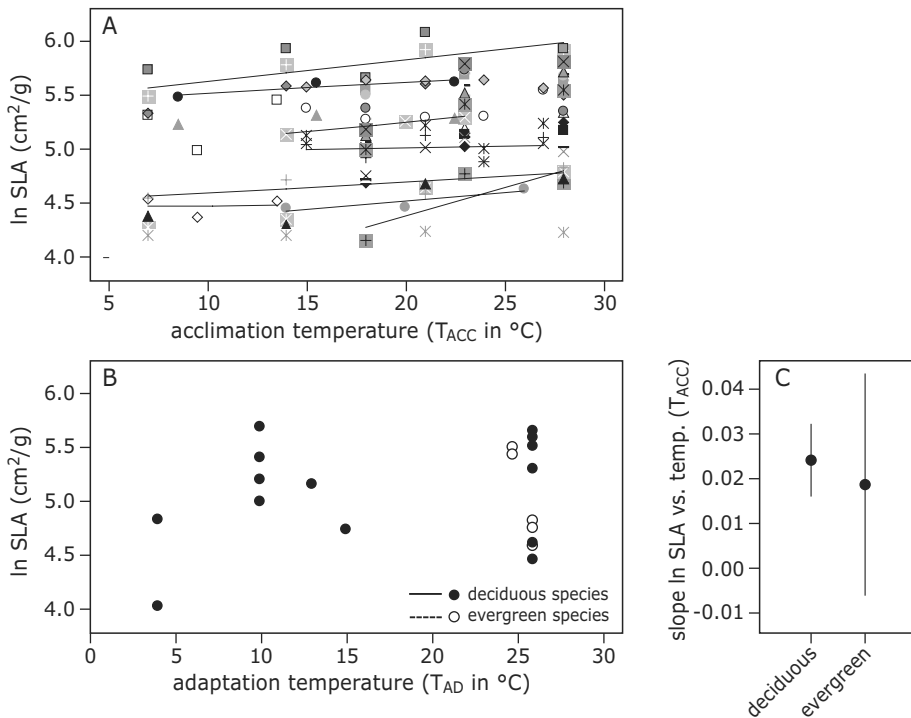 A
ln SLA (cm²/g)
6.0
5.5
5.0
4.5
4.0
5
10
15
20
25
30
acclimation temperature (T_ACC in °C)
B
ln SLA (cm²/g)
6.0
5.5
5.0
4.5
4.0
deciduous species
evergreen species
0
5
10
15
20
25
30
adaptation temperature (T_AD in °C)
C
slope ln SLA vs. temp. (T_ACC)
0.04
0.03
0.02
0.01
0.00
-0.01
deciduous
evergreen